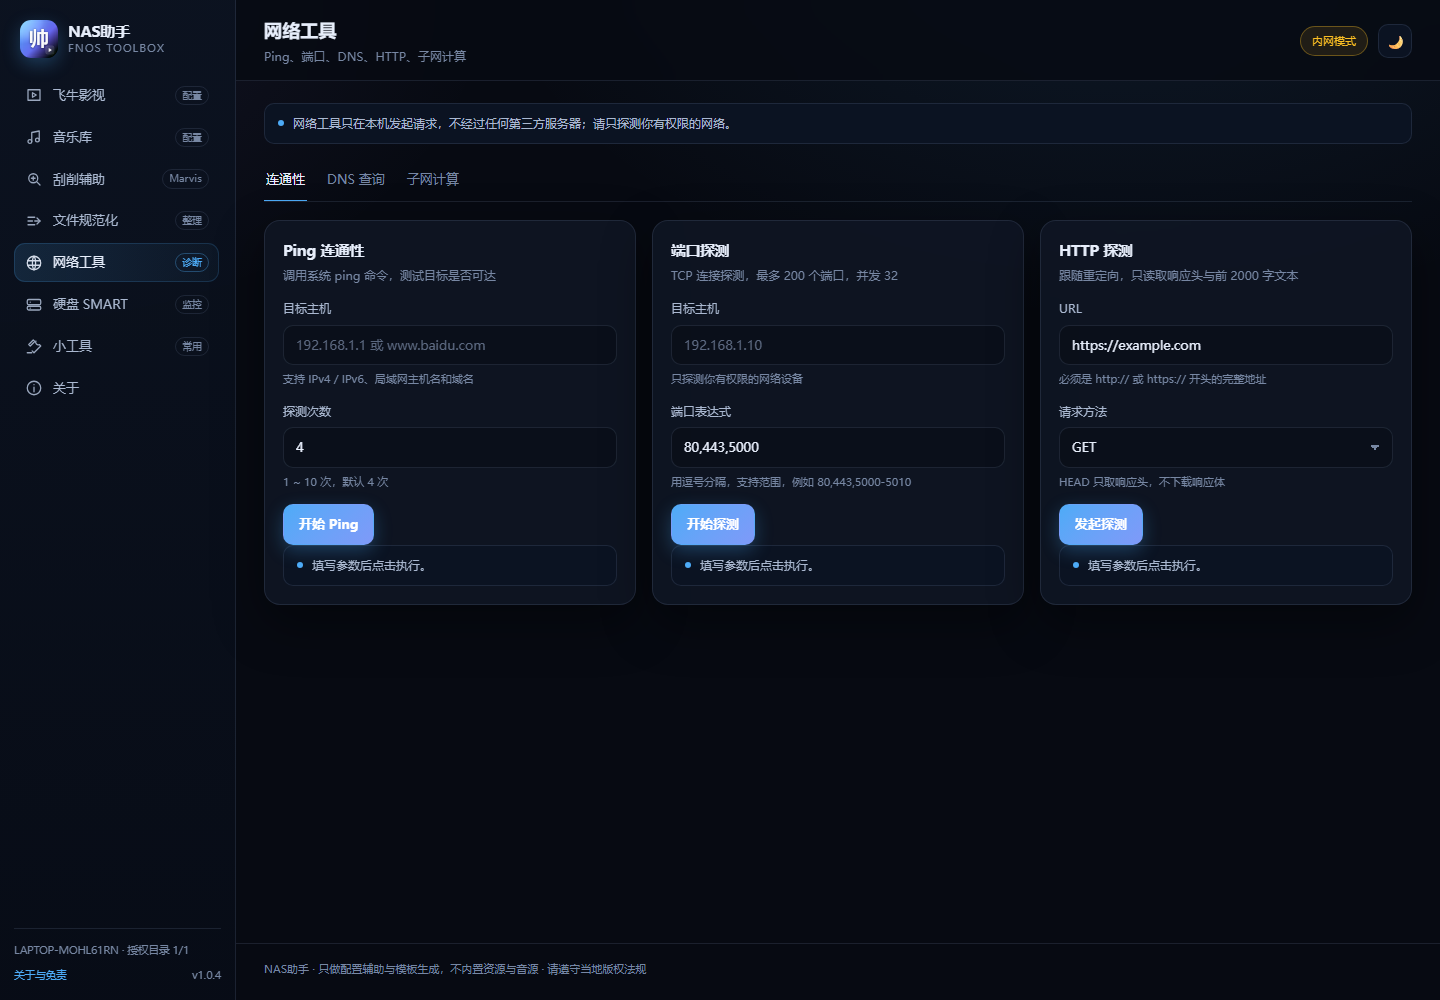 帅
NAS助手
FNOS TOOLBOX
飞牛影视
配置
音乐库
配置
刮削辅助
Marvis
文件规范化
整理
网络工具
诊断
硬盘 SMART
监控
小工具
常用
关于
LAPTOP-MOHL61RN · 授权目录 1/1
关于与免责
v1.0.4
网络工具
Ping、端口、DNS、HTTP、子网计算
内网模式
网络工具只在本机发起请求，不经过任何第三方服务器；请只探测你有权限的网络。
连通性
DNS 查询
子网计算
Ping 连通性
调用系统 ping 命令，测试目标是否可达
目标主机
192.168.1.1 或 www.baidu.com
支持 IPv4 / IPv6、局域网主机名和域名
探测次数
4
1 ~ 10 次，默认 4 次
开始 Ping
填写参数后点击执行。
端口探测
TCP 连接探测，最多 200 个端口，并发 32
目标主机
192.168.1.10
只探测你有权限的网络设备
端口表达式
80,443,5000
用逗号分隔，支持范围，例如 80,443,5000-5010
开始探测
填写参数后点击执行。
HTTP 探测
跟随重定向，只读取响应头与前 2000 字文本
URL
https://example.com
必须是 http:// 或 https:// 开头的完整地址
请求方法
GET
HEAD 只取响应头，不下载响应体
发起探测
填写参数后点击执行。
NAS助手 · 只做配置辅助与模板生成，不内置资源与音源 · 请遵守当地版权法规